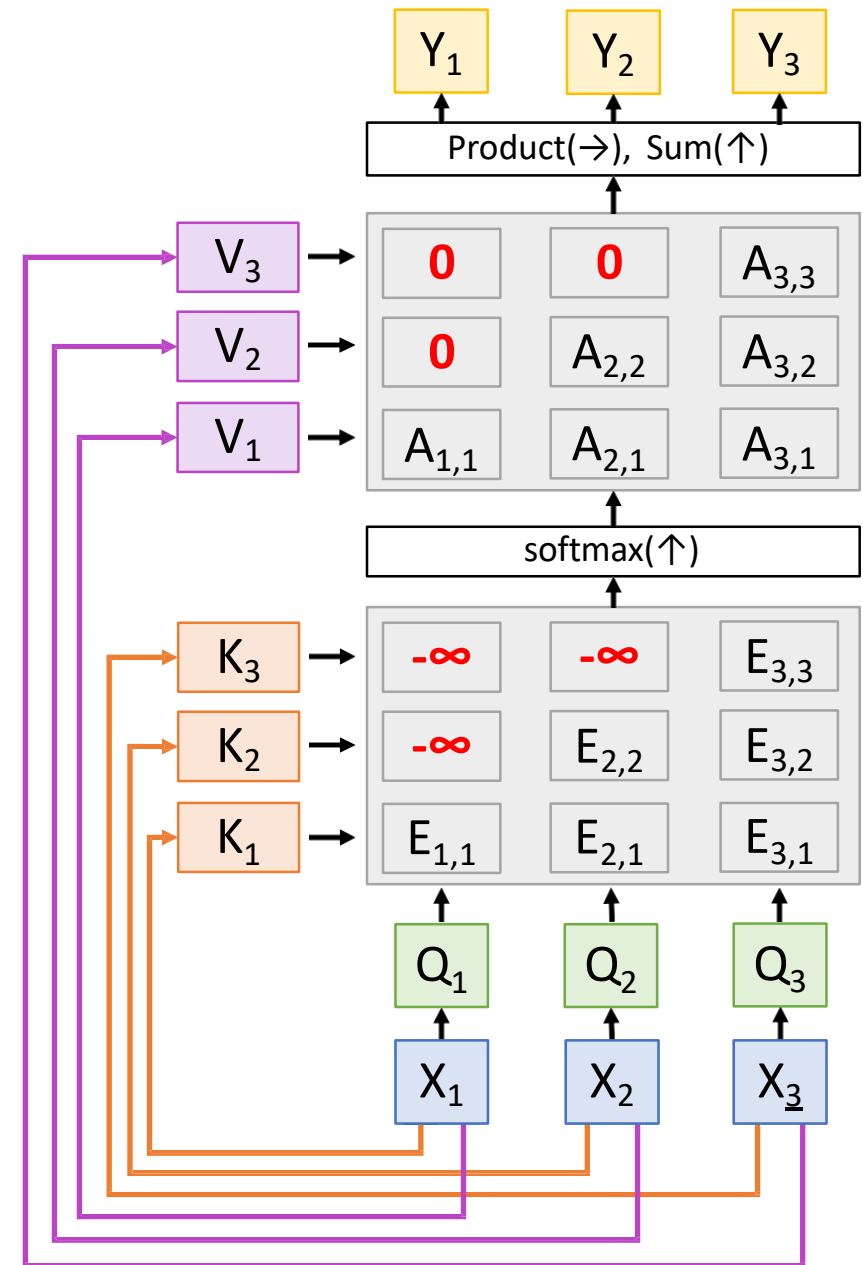 Y1 Y2 Y3
Product(→), Sum(↑)
V3 0 0 A3,3
V2 0 A2,2 A3,2
V1 A1,1 A2,1 A3,1
softmax(↑)
K3 -∞ -∞ E3,3
K2 -∞ E2,2 E3,2
K1 E1,1 E2,1 E3,1
Q1 Q2 Q3
X1 X2 X3